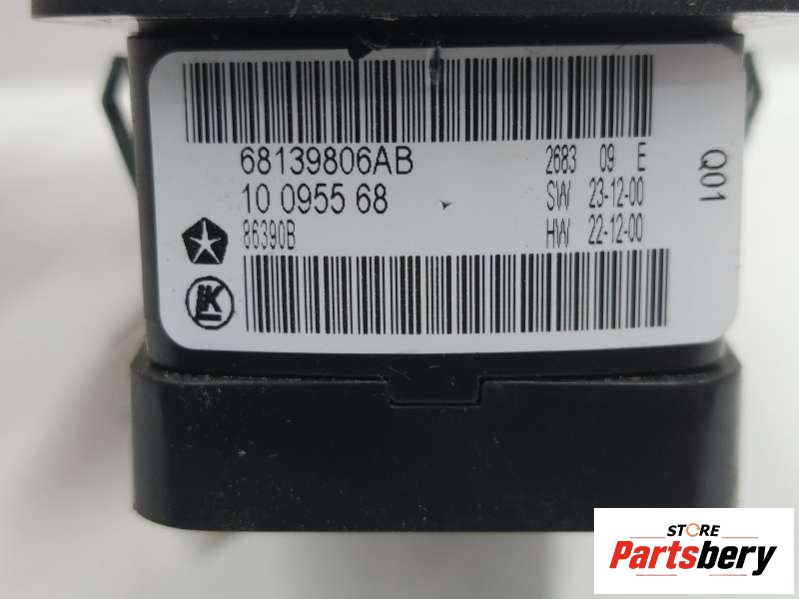 68139806AB
2683 09 E
10 0955 68
SW 23-12-00
86390B
HW 22-12-00
Q01
K
STORE
Partsbery